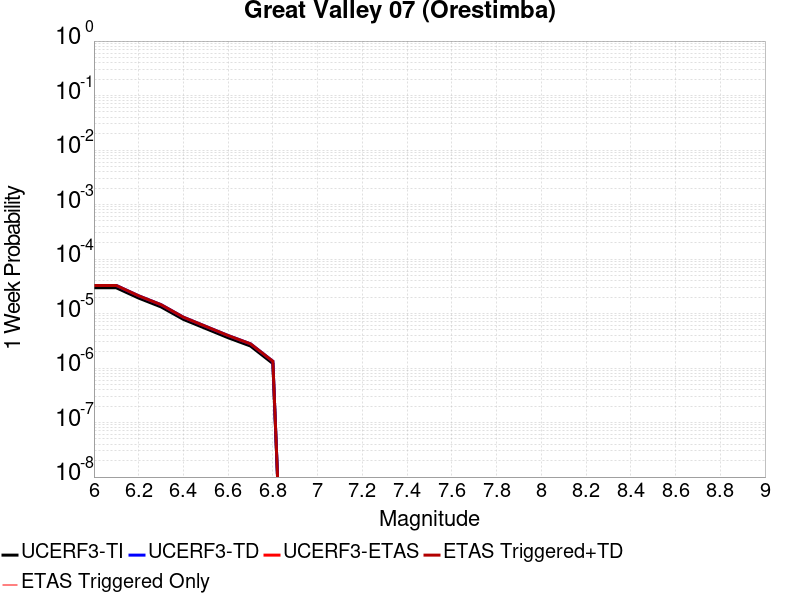 Great Valley 07 (Orestimba)
10^0
10^-1
10^-2
10^-3
10^-4
10^-5
10^-6
10^-7
10^-8
1 Week Probability
6 6.2 6.4 6.6 6.8 7 7.2 7.4 7.6 7.8 8 8.2 8.4 8.6 8.8 9
Magnitude
UCERF3-TI UCERF3-TD UCERF3-ETAS ETAS Triggered+TD
ETAS Triggered Only